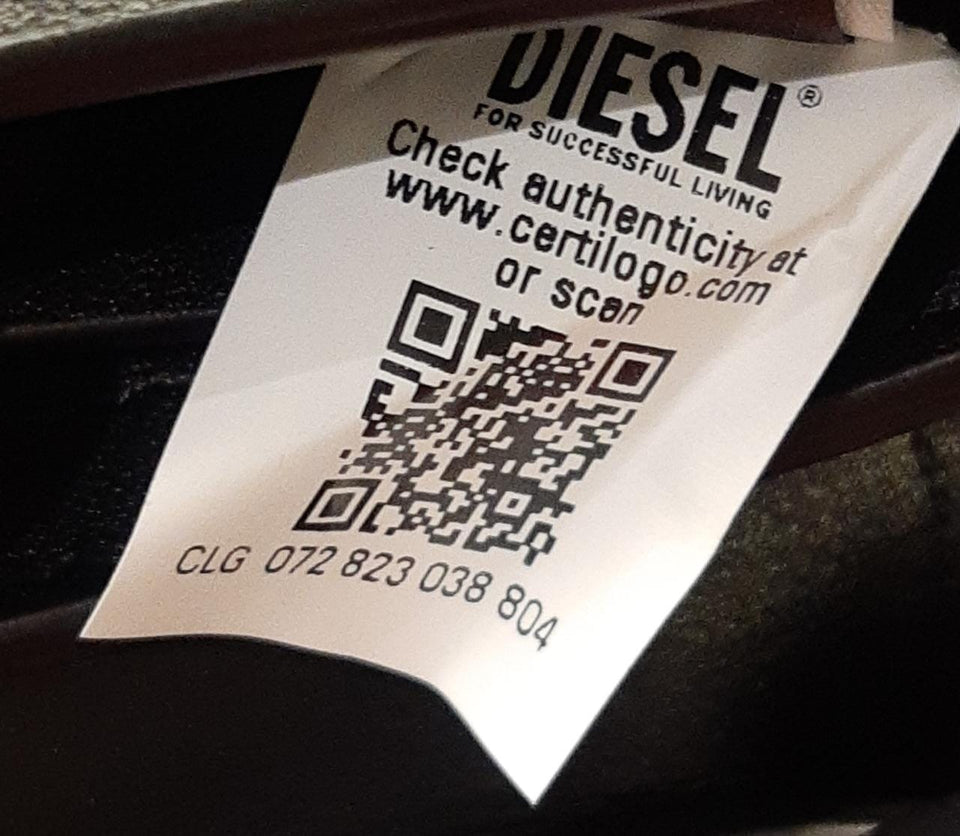 DIESEL®
FOR SUCCESSFUL LIVING
Check authenticity at
www.certilogo.com
or scan
CLG 072 823 038 804